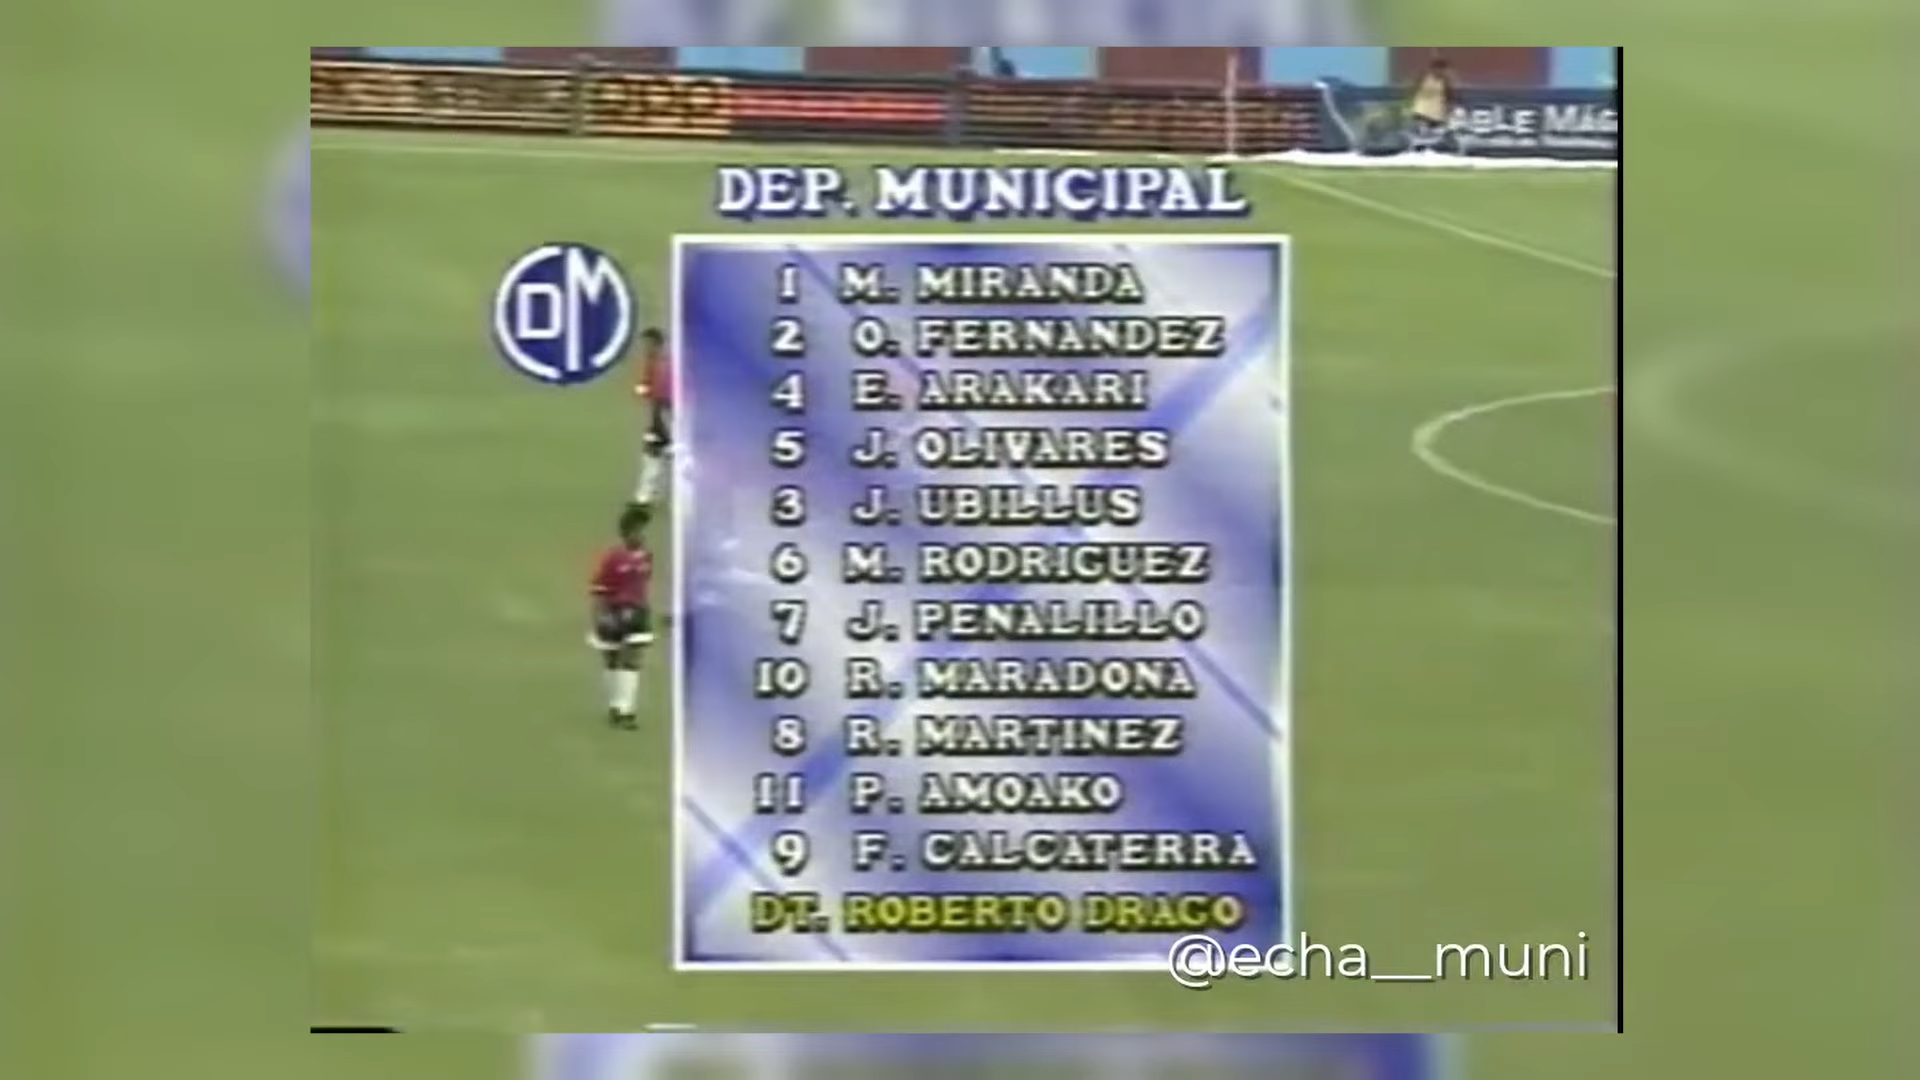 ABLE MÁG
DEP. MUNICIPAL
DM
1 M. MIRANDA
2 O. FERNANDEZ
4 E. ARAKARI
5 J. OLIVARES
3 J. UBILLUS
6 M. RODRIGUEZ
7 J. PENALILLO
10 R. MARADONA
8 R. MARTINEZ
11 P. AMOAKO
9 F. CALCATERRA
DT. ROBERTO DRAGO
@echa__muni